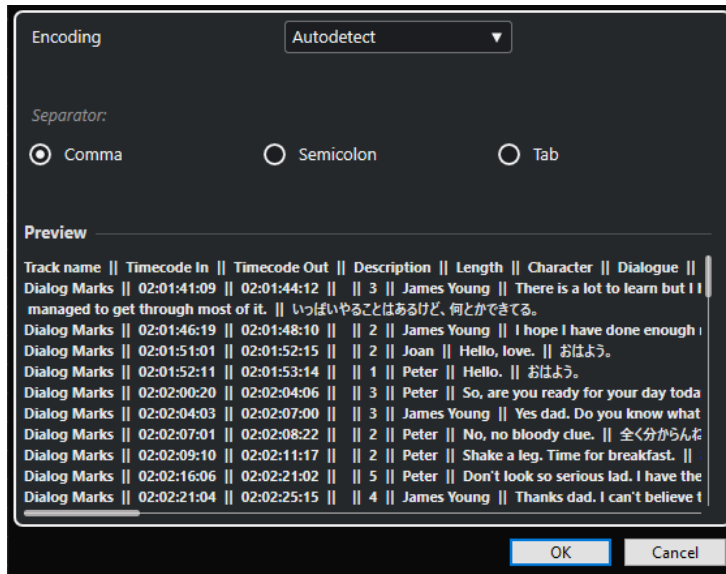 Encoding
Autodetect
Separator:
Comma
Semicolon
Tab
Preview
Track name || Timecode In || Timecode Out || Description || Length || Character || Dialogue ||
Dialog Marks || 02:01:41:09 || 02:01:44:12 || || 3 || James Young || There is a lot to learn but I
managed to get through most of it. || いっぱいやることはあるけど、何とかできてる。
Dialog Marks || 02:01:46:19 || 02:01:48:10 || || 2 || James Young || I hope I have done enough
Dialog Marks || 02:01:51:01 || 02:01:52:15 || || 2 || Joan || Hello, love. || おはよう。
Dialog Marks || 02:01:52:11 || 02:01:53:14 || || 1 || Peter || Hello. || おはよう。
Dialog Marks || 02:02:00:20 || 02:02:04:06 || || 3 || Peter || So, are you ready for your day toda
Dialog Marks || 02:02:04:03 || 02:02:07:00 || || 3 || James Young || Yes dad. Do you know what
Dialog Marks || 02:02:07:01 || 02:02:08:22 || || 2 || Peter || No, no bloody clue. || 全く分からんね
Dialog Marks || 02:02:09:10 || 02:02:11:17 || || 2 || Peter || Shake a leg. Time for breakfast. ||
Dialog Marks || 02:02:16:06 || 02:02:21:02 || || 5 || Peter || Don't look so serious lad. I have the
Dialog Marks || 02:02:21:04 || 02:02:25:15 || || 4 || James Young || Thanks dad. I can't believe t
OK
Cancel